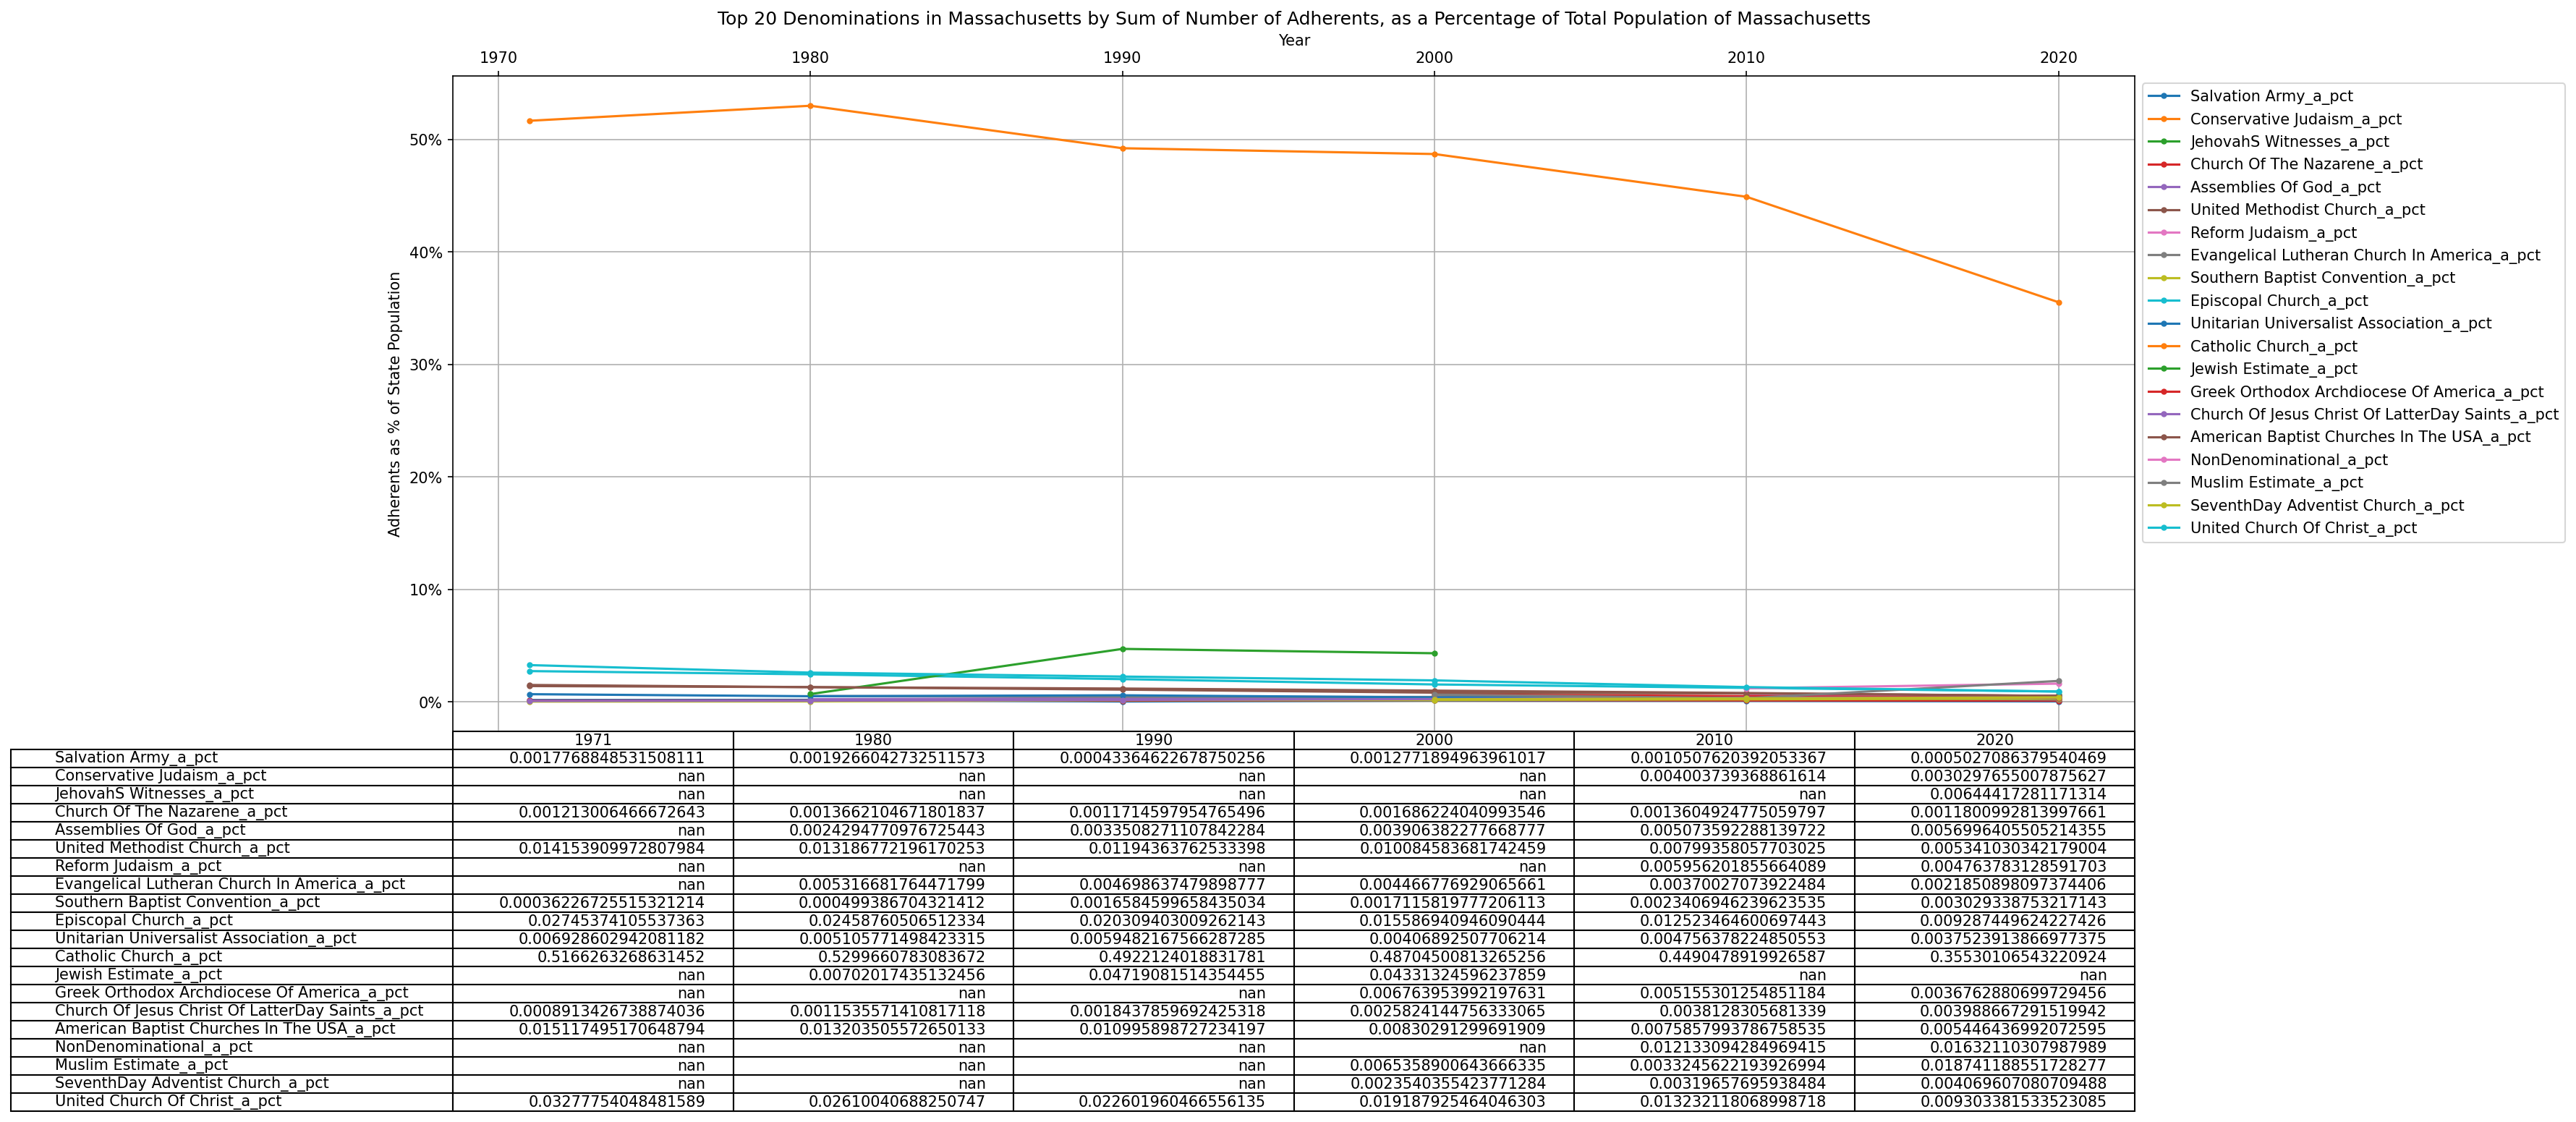 Top 20 Denominations in Massachusetts by Sum of Number of Adherents, as a Percentage of Total Population of Massachusetts
Year
1970 1980 1990 2000 2010 2020
50%
40%
30%
20%
10%
0%
Adherents as % of State Population
Salvation Army_a_pct
Conservative Judaism_a_pct
JehovahS Witnesses_a_pct
Church Of The Nazarene_a_pct
Assemblies Of God_a_pct
United Methodist Church_a_pct
Reform Judaism_a_pct
Evangelical Lutheran Church In America_a_pct
Southern Baptist Convention_a_pct
Episcopal Church_a_pct
Unitarian Universalist Association_a_pct
Catholic Church_a_pct
Jewish Estimate_a_pct
Greek Orthodox Archdiocese Of America_a_pct
Church Of Jesus Christ Of LatterDay Saints_a_pct
American Baptist Churches In The USA_a_pct
NonDenominational_a_pct
Muslim Estimate_a_pct
SeventhDay Adventist Church_a_pct
United Church Of Christ_a_pct
1971 1980 1990 2000 2010 2020
Salvation Army_a_pct 0.0017768848531508111 0.0019266042732511573 0.00043364622678750256 0.0012771894963961017 0.0010507620392053367 0.0005027086379540469
Conservative Judaism_a_pct nan nan nan nan 0.004003739368861614 0.0030297655007875627
JehovahS Witnesses_a_pct nan nan nan nan nan 0.00644417281171314
Church Of The Nazarene_a_pct 0.001213006466672643 0.0013662104671801837 0.0011714597954765496 0.001686224040993546 0.0013604924775059797 0.0011800992813997661
Assemblies Of God_a_pct nan 0.0024294770976725443 0.0033508271107842284 0.003906382277668777 0.005073592288139722 0.0056996405505214355
United Methodist Church_a_pct 0.014153909972807984 0.013186772196170253 0.01194363762533398 0.010084583681742459 0.00799358057703025 0.005341030342179004
Reform Judaism_a_pct nan nan nan nan 0.005956201855664089 0.004763783128591703
Evangelical Lutheran Church In America_a_pct nan 0.005316681764471799 0.004698637479898777 0.004466776929065661 0.00370027073922484 0.0021850898097374406
Southern Baptist Convention_a_pct 0.00036226725515321214 0.000499386704321412 0.0016584599658435034 0.0017115819777206113 0.0023406946239623535 0.003029338753217143
Episcopal Church_a_pct 0.02745374105537363 0.02458760506512334 0.020309403009262143 0.015586940946090444 0.012523464600697443 0.009287449624227426
Unitarian Universalist Association_a_pct 0.006928602942081182 0.005105771498423315 0.0059482167566287285 0.00406892507706214 0.004756378224850553 0.0037523913866977375
Catholic Church_a_pct 0.5166263268631452 0.5299660783083672 0.4922124018831781 0.48704500813265256 0.4490478919926587 0.35530106543220924
Jewish Estimate_a_pct nan 0.00702017435132456 0.04719081514354455 0.04331324596237859 nan nan
Greek Orthodox Archdiocese Of America_a_pct nan nan nan 0.006763953992197631 0.005155301254851184 0.0036762880699729456
Church Of Jesus Christ Of LatterDay Saints_a_pct 0.0008913426738874036 0.0011535571410817118 0.0018437859692425318 0.0025824144756333065 0.0038128305681339 0.003988667291519942
American Baptist Churches In The USA_a_pct 0.015117495170648794 0.013203505572650133 0.010995898727234197 0.00830291299691909 0.0075857993786758535 0.005446436992072595
NonDenominational_a_pct nan nan nan nan 0.012133094284969415 0.01632110307987989
Muslim Estimate_a_pct nan nan nan 0.0065358900643666335 0.0033245622193926994 0.018741188551728277
SeventhDay Adventist Church_a_pct nan nan nan 0.0023540355423771284 0.00319657695938484 0.004069607080709488
United Church Of Christ_a_pct 0.03277754048481589 0.02610040688250747 0.022601960466556135 0.019187925464046303 0.013232118068998718 0.009303381533523085